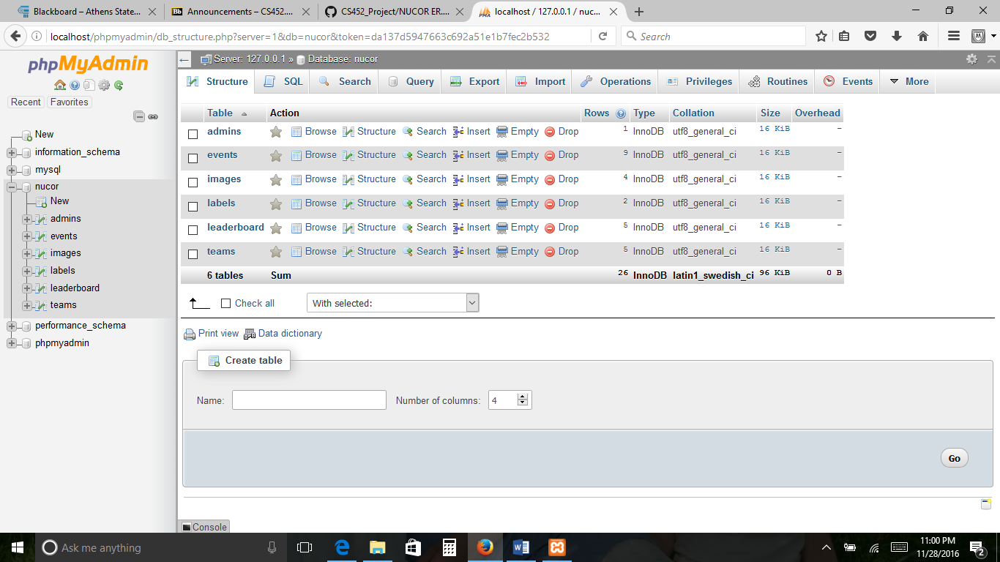 Blackboard – Athens State...
Announcements – CS452....
CS452_Project/NUCOR ER....
localhost / 127.0.0.1 / nuc...
localhost/phpmyadmin/db_structure.php?server=1&db=nucor&token=da137d5947663c692a51e1b7fec2b532
Search
phpMyAdmin
Recent Favorites
New
information_schema
mysql
nucor
New
admins
events
images
labels
leaderboard
teams
performance_schema
phpmyadmin
Server: 127.0.0.1 » Database: nucor
Structure SQL Search Query Export Import Operations Privileges Routines Events More
Table Action Rows Type Collation Size Overhead
admins Browse Structure Search Insert Empty Drop 1 InnoDB utf8_general_ci 16 KiB –
events Browse Structure Search Insert Empty Drop 9 InnoDB utf8_general_ci 16 KiB –
images Browse Structure Search Insert Empty Drop 4 InnoDB utf8_general_ci 16 KiB –
labels Browse Structure Search Insert Empty Drop 2 InnoDB utf8_general_ci 16 KiB –
leaderboard Browse Structure Search Insert Empty Drop 5 InnoDB utf8_general_ci 16 KiB –
teams Browse Structure Search Insert Empty Drop 5 InnoDB utf8_general_ci 16 KiB –
6 tables Sum 26 InnoDB latin1_swedish_ci 96 KiB 0 B
Check all With selected:
Print view Data dictionary
Create table
Name: Number of columns: 4
Go
Console
Ask me anything
11:00 PM
11/28/2016
2